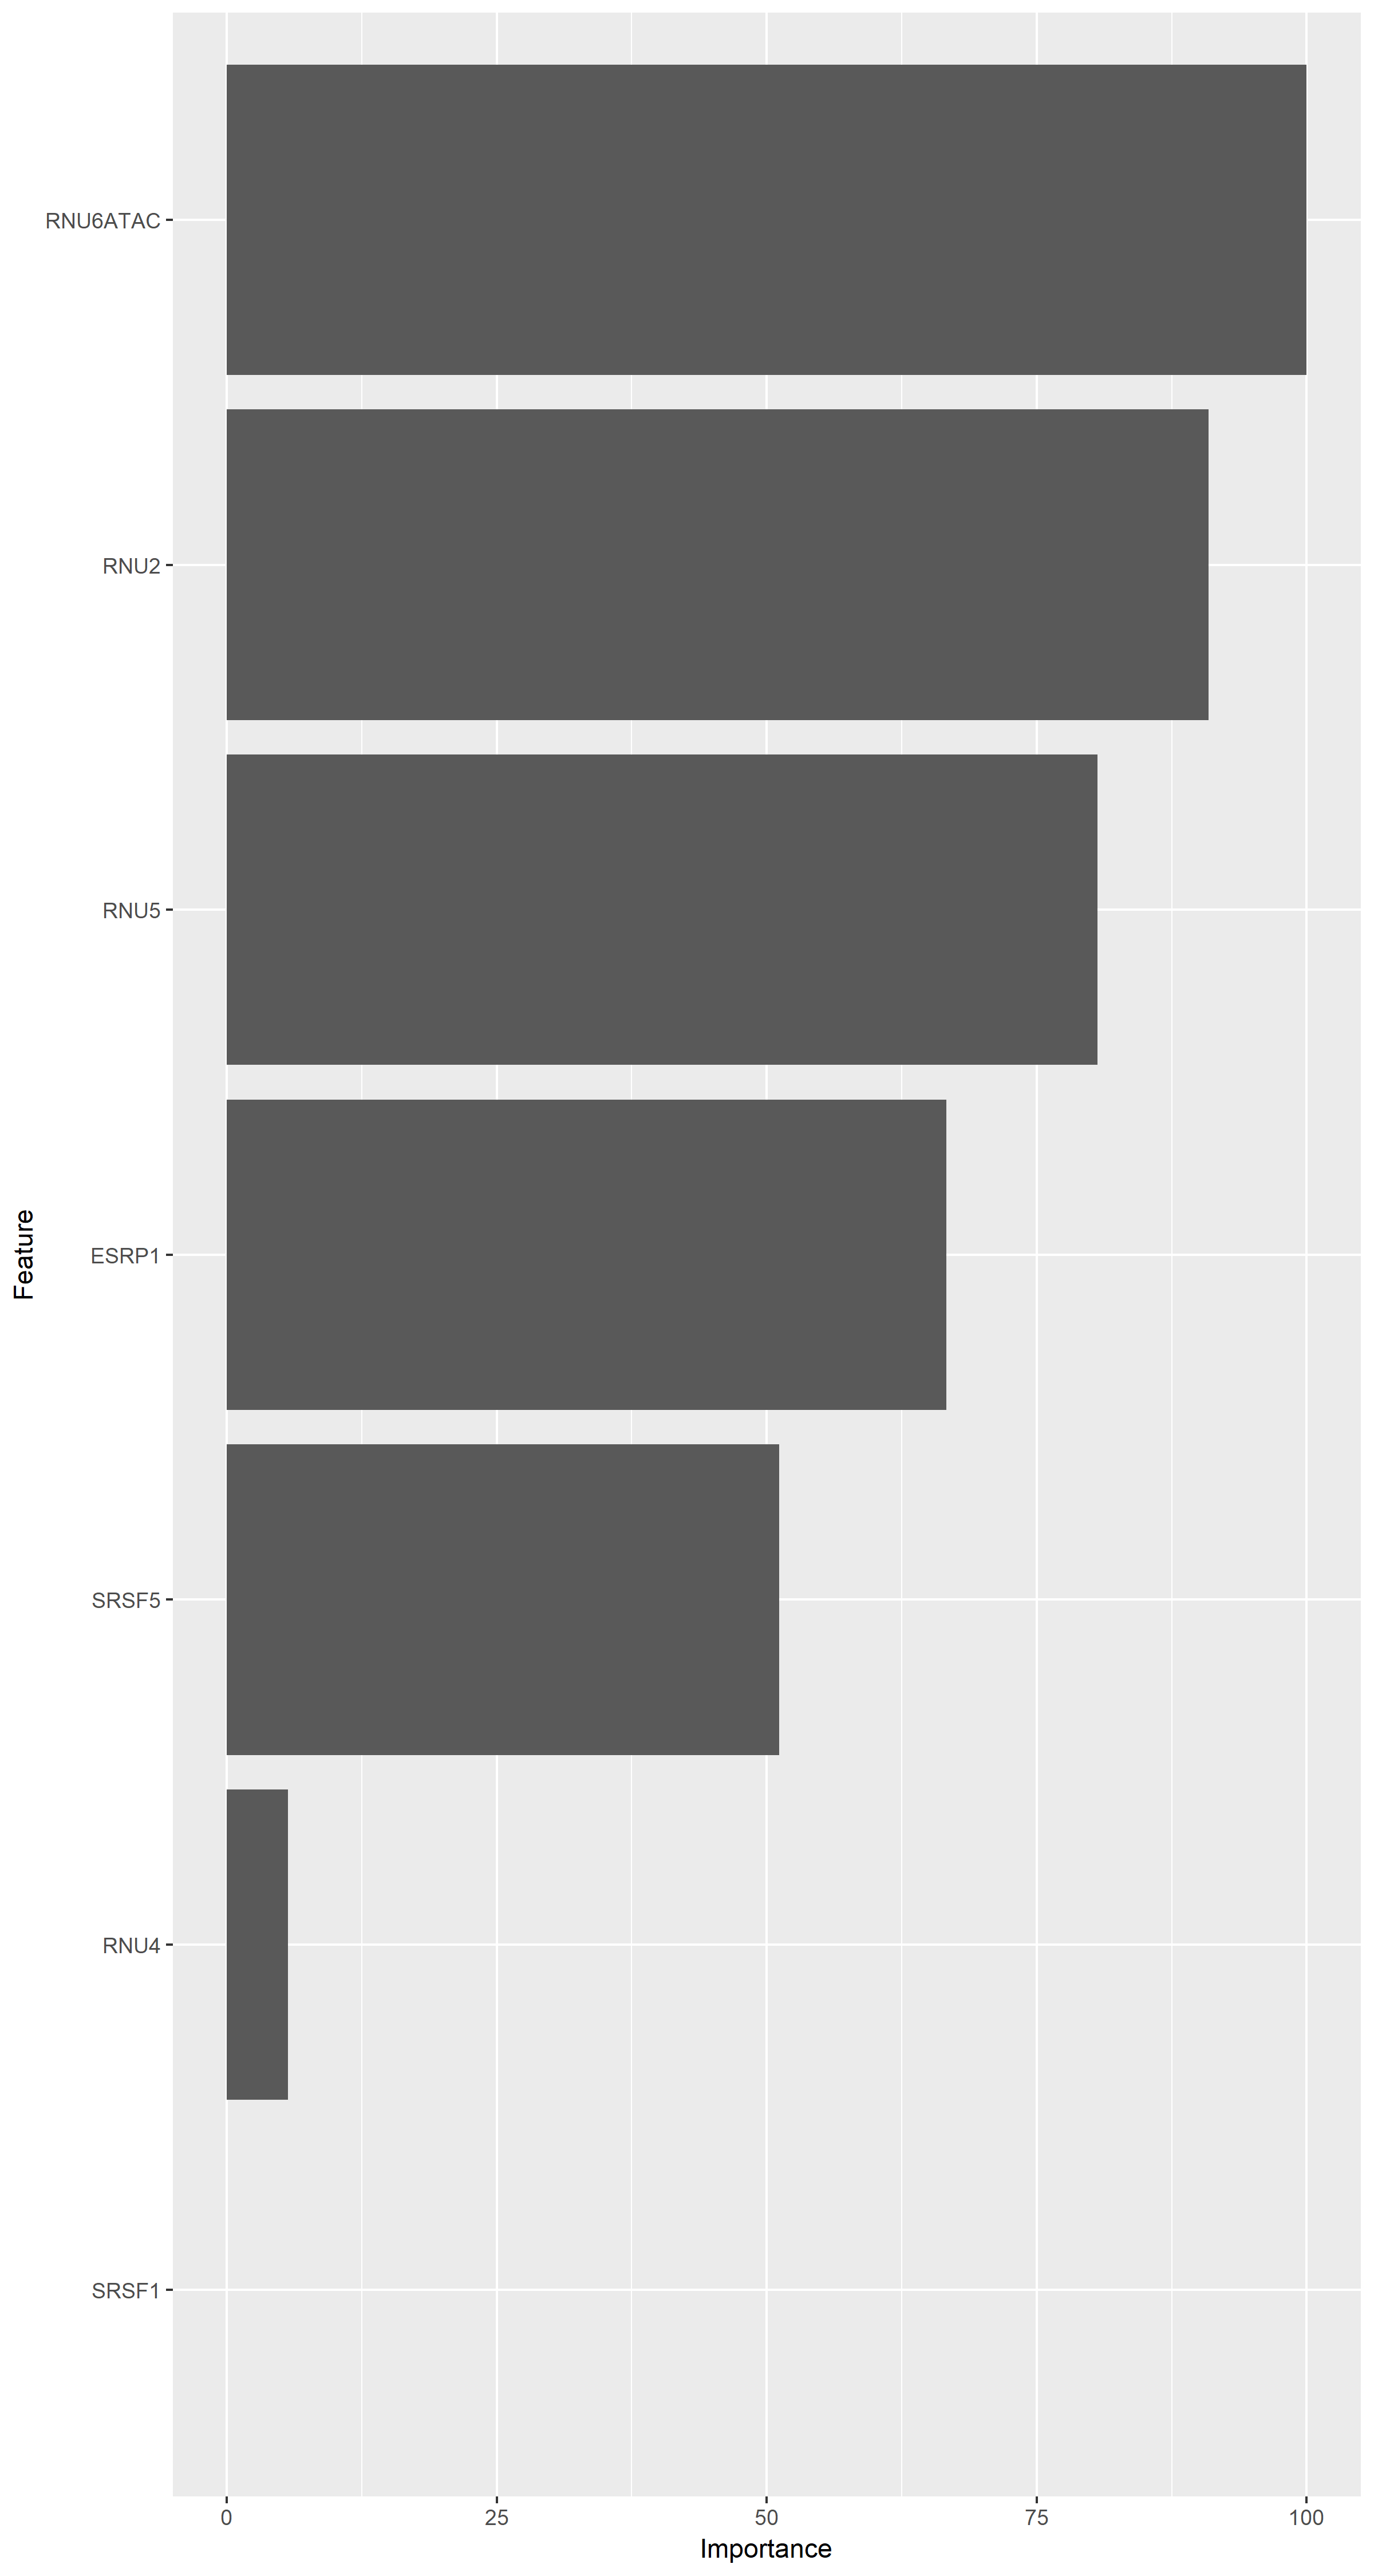 RNU6ATAC
RNU2
RNU5
ESRP1
SRSF5
RNU4
SRSF1
Feature
0 25 50 75 100
Importance